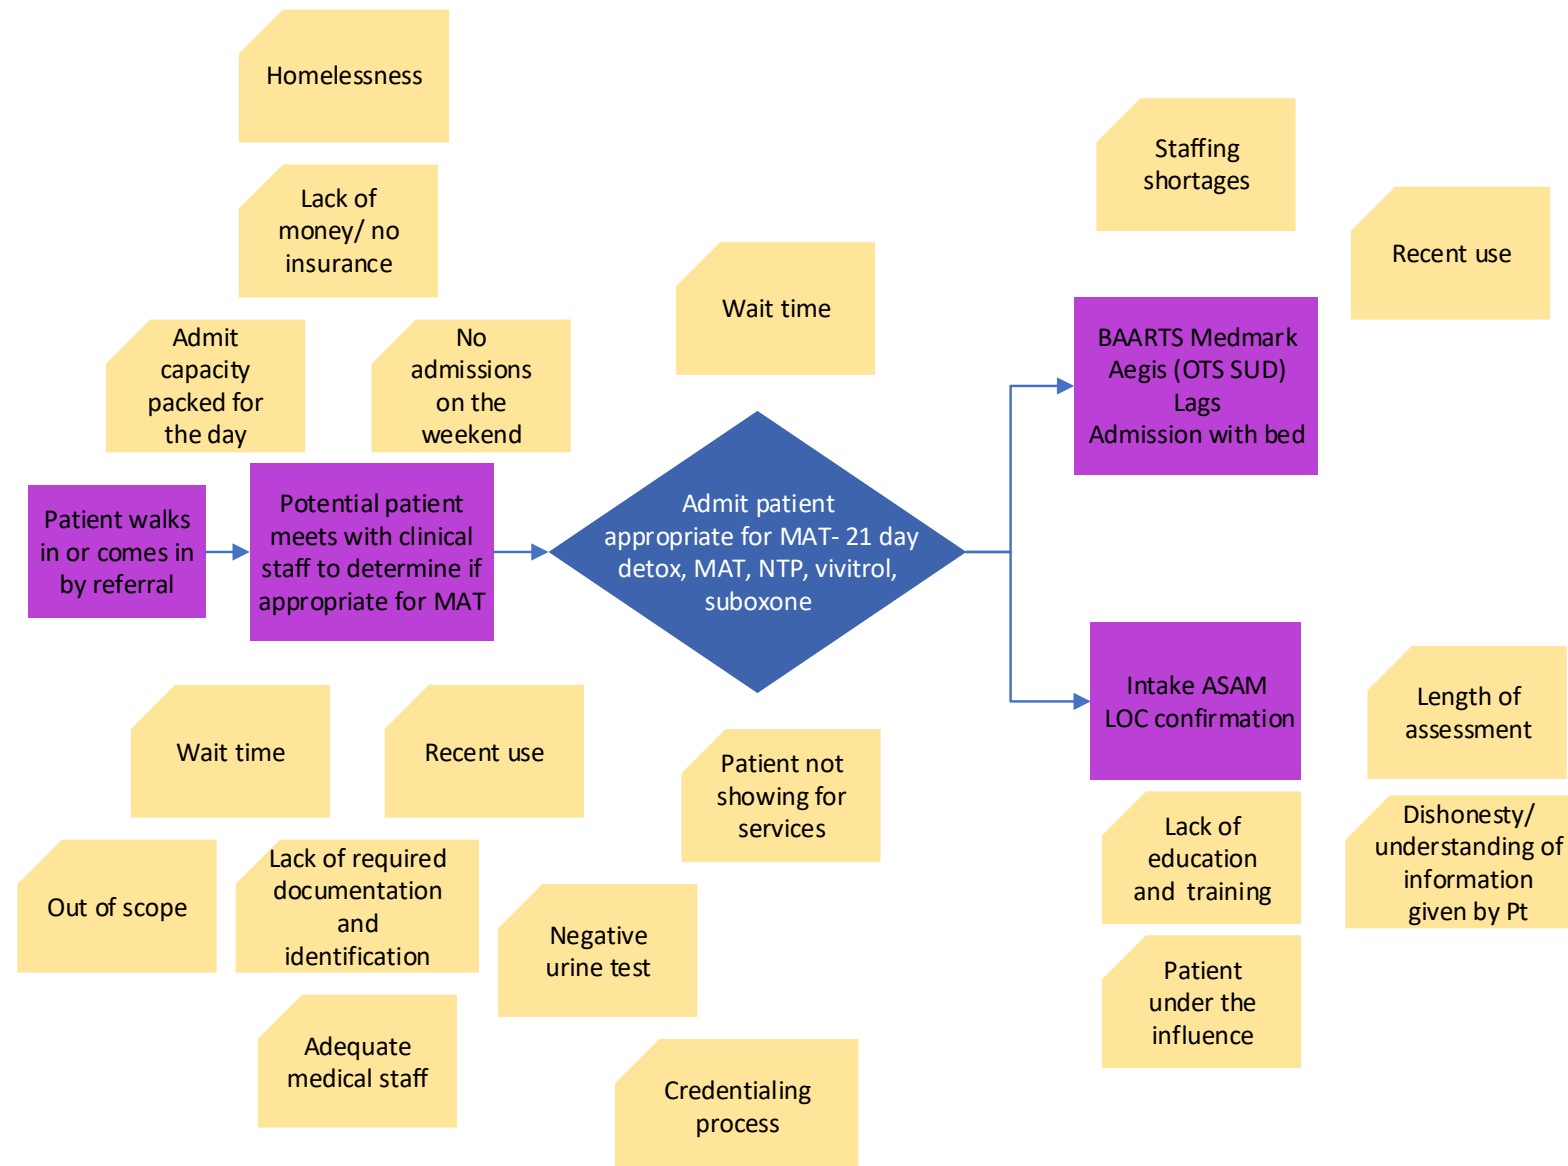 Homelessness
Lack of
money/ no
insurance
Admit
capacity
packed for
the day
No
admissions
on the
weekend
Wait time
Staffing
shortages
Recent use
Patient walks
in or comes in
by referral
Potential patient
meets with clinical
staff to determine if
appropriate for MAT
Admit patient
appropriate for MAT- 21 day
detox, MAT, NTP, vivitrol,
suboxone
BAARTS Medmark
Aegis (OTS SUD)
Lags
Admission with bed
Intake ASAM
LOC confirmation
Wait time
Recent use
Patient not
showing for
services
Length of
assessment
Out of scope
Lack of required
documentation
and
identification
Negative
urine test
Lack of
education
and training
Dishonesty/
understanding of
information
given by Pt
Adequate
medical staff
Credentialing
process
Patient
under the
influence